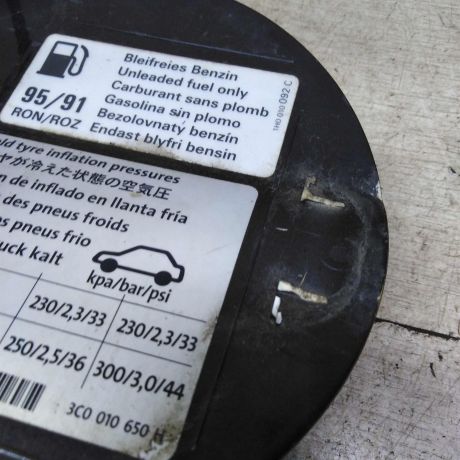 Bleifreies Benzin
Unleaded fuel only
Carburant sans plomb
Gasolina sin plomo
Bezolovnatý benzín
Endast blyfri bensin
95/91
RON/ROZ
092 C
ld tyre inflation pressures
ヤが冷えた状態の空気圧
n de inflado en llanta fría
des pneus froids
os pneus frio
uck kalt
kpa/bar/psi
230/2,3/33 230/2,3/33
250/2,5/36 300/3,0/44
3C0 010 650 H